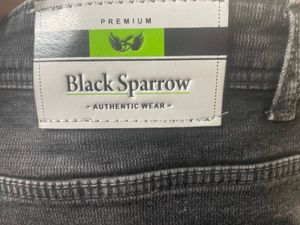 PREMIUM
Black Sparrow
- AUTHENTIC WEAR -